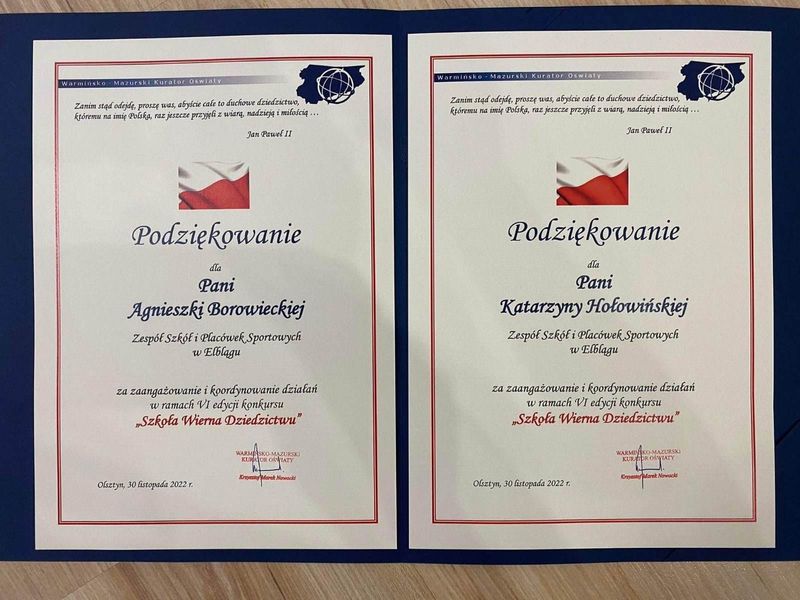 Warmińsko - Mazurski Kurator Oświaty
Zanim stąd odejdę, proszę was, abyście całe to duchowe dziedzictwo,
któremu na imię Polska, raz jeszcze przyjęli z wiarą, nadzieją i miłością …
Jan Paweł II
Podziękowanie
dla
Pani
Agnieszki Borowieckiej
Zespół Szkół i Placówek Sportowych
w Elblągu
za zaangażowanie i koordynowanie działań
w ramach VI edycji konkursu
„Szkoła Wierna Dziedzictwu”
WARMIŃSKO-MAZURSKI
KURATOR OŚWIATY
Krzysztof Marek Nowacki
Olsztyn, 30 listopada 2022 r.
Warmińsko - Mazurski Kurator Oświaty
Zanim stąd odejdę, proszę was, abyście całe to duchowe dziedzictwo,
któremu na imię Polska, raz jeszcze przyjęli z wiarą, nadzieją i miłością …
Jan Paweł II
Podziękowanie
dla
Pani
Katarzyny Hołowińskiej
Zespół Szkół i Placówek Sportowych
w Elblągu
za zaangażowanie i koordynowanie działań
w ramach VI edycji konkursu
„Szkoła Wierna Dziedzictwu”
WARMIŃSKO-MAZURSKI
KURATOR OŚWIATY
Krzysztof Marek Nowacki
Olsztyn, 30 listopada 2022 r.